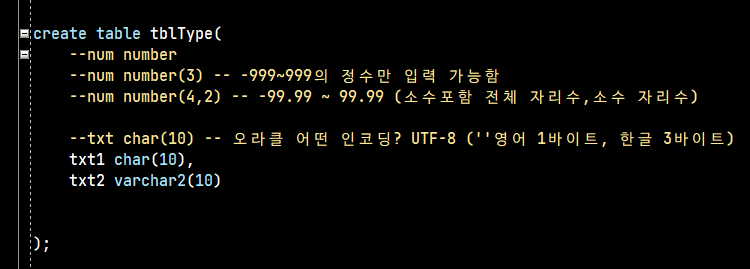 create table tblType(
--num number
--num number(3) -- -999~999의 정수만 입력 가능함
--num number(4,2) -- -99.99 ~ 99.99 (소수포함 전체 자리수,소수 자리수)
--txt char(10) -- 오라클 어떤 인코딩? UTF-8 (''영어 1바이트, 한글 3바이트)
txt1 char(10),
txt2 varchar2(10)
);